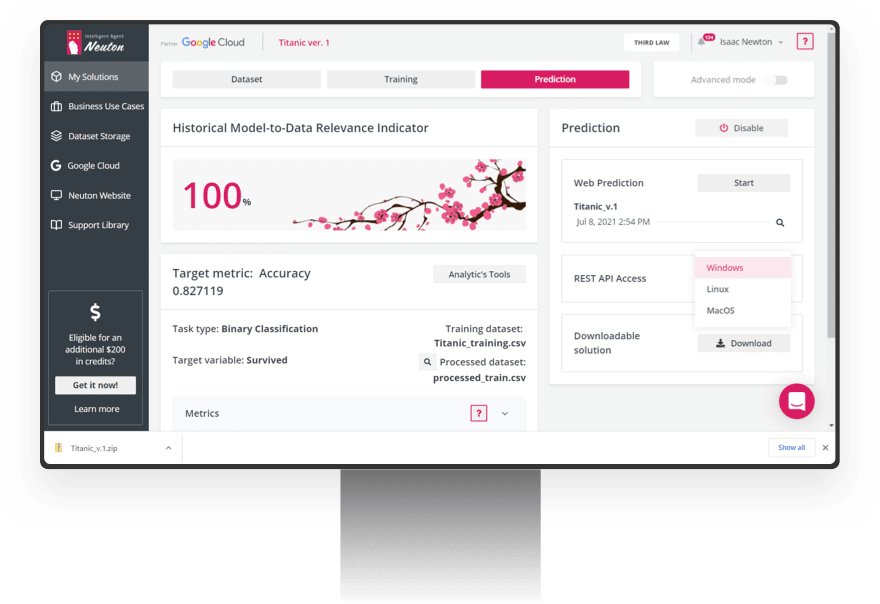 Intelligent Agent
Neuton
Partner Google Cloud
Titanic ver. 1
THIRD LAW
124
Isaac Newton
?
My Solutions
Business Use Cases
Dataset Storage
Google Cloud
Neuton Website
Support Library
$
Eligible for an
additional $200
in credits?
Get it now!
Learn more
Dataset
Training
Prediction
Advanced mode
Historical Model-to-Data Relevance Indicator
100%
Target metric: Accuracy
0.827119
Analytic's Tools
Task type: Binary Classification
Target variable: Survived
Training dataset:
Titanic_training.csv
Processed dataset:
processed_train.csv
Metrics
?
Prediction
Disable
Web Prediction
Start
Titanic_v.1
Jul 8, 2021 2:54 PM
REST API Access
Windows
Linux
MacOS
Downloadable
solution
Download
Titanic_v.1.zip
Show all